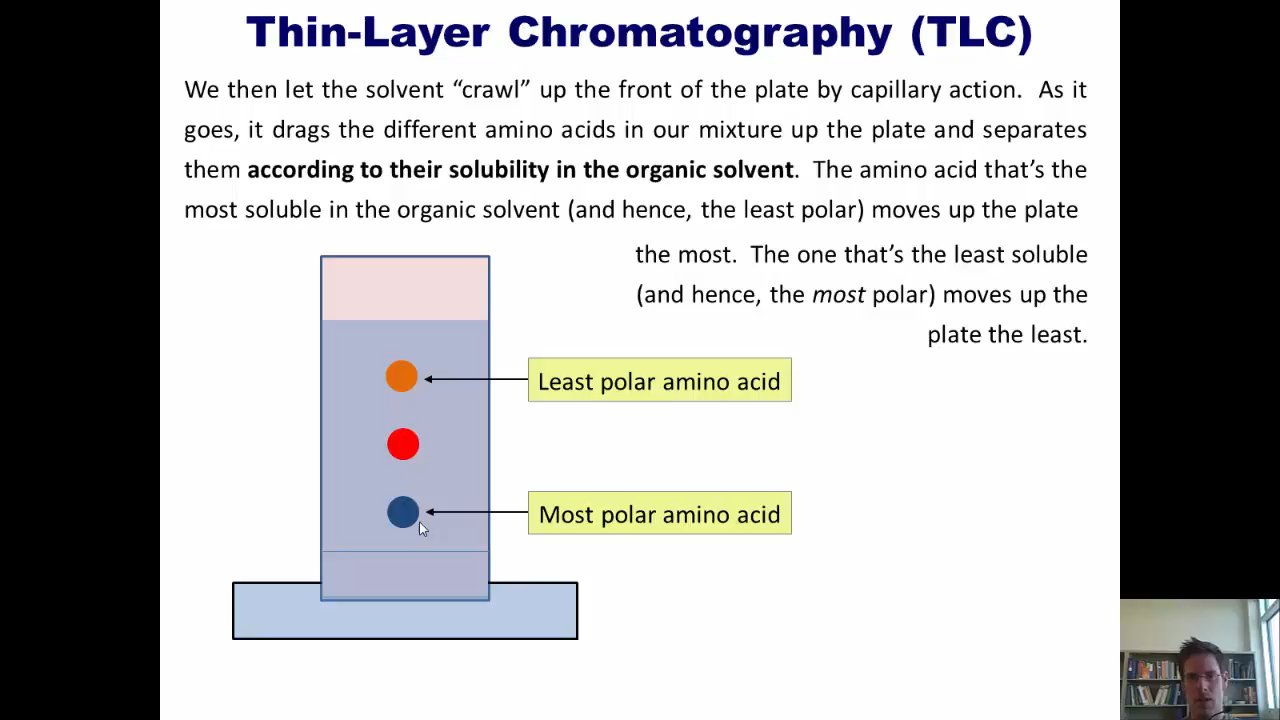 Thin-Layer Chromatography (TLC)
We then let the solvent “crawl” up the front of the plate by capillary action.  As it
goes, it drags the different amino acids in our mixture up the plate and separates
them according to their solubility in the organic solvent.  The amino acid that’s the
most soluble in the organic solvent (and hence, the least polar) moves up the plate
the most.  The one that’s the least soluble
(and hence, the most polar) moves up the
plate the least.
Least polar amino acid
Most polar amino acid